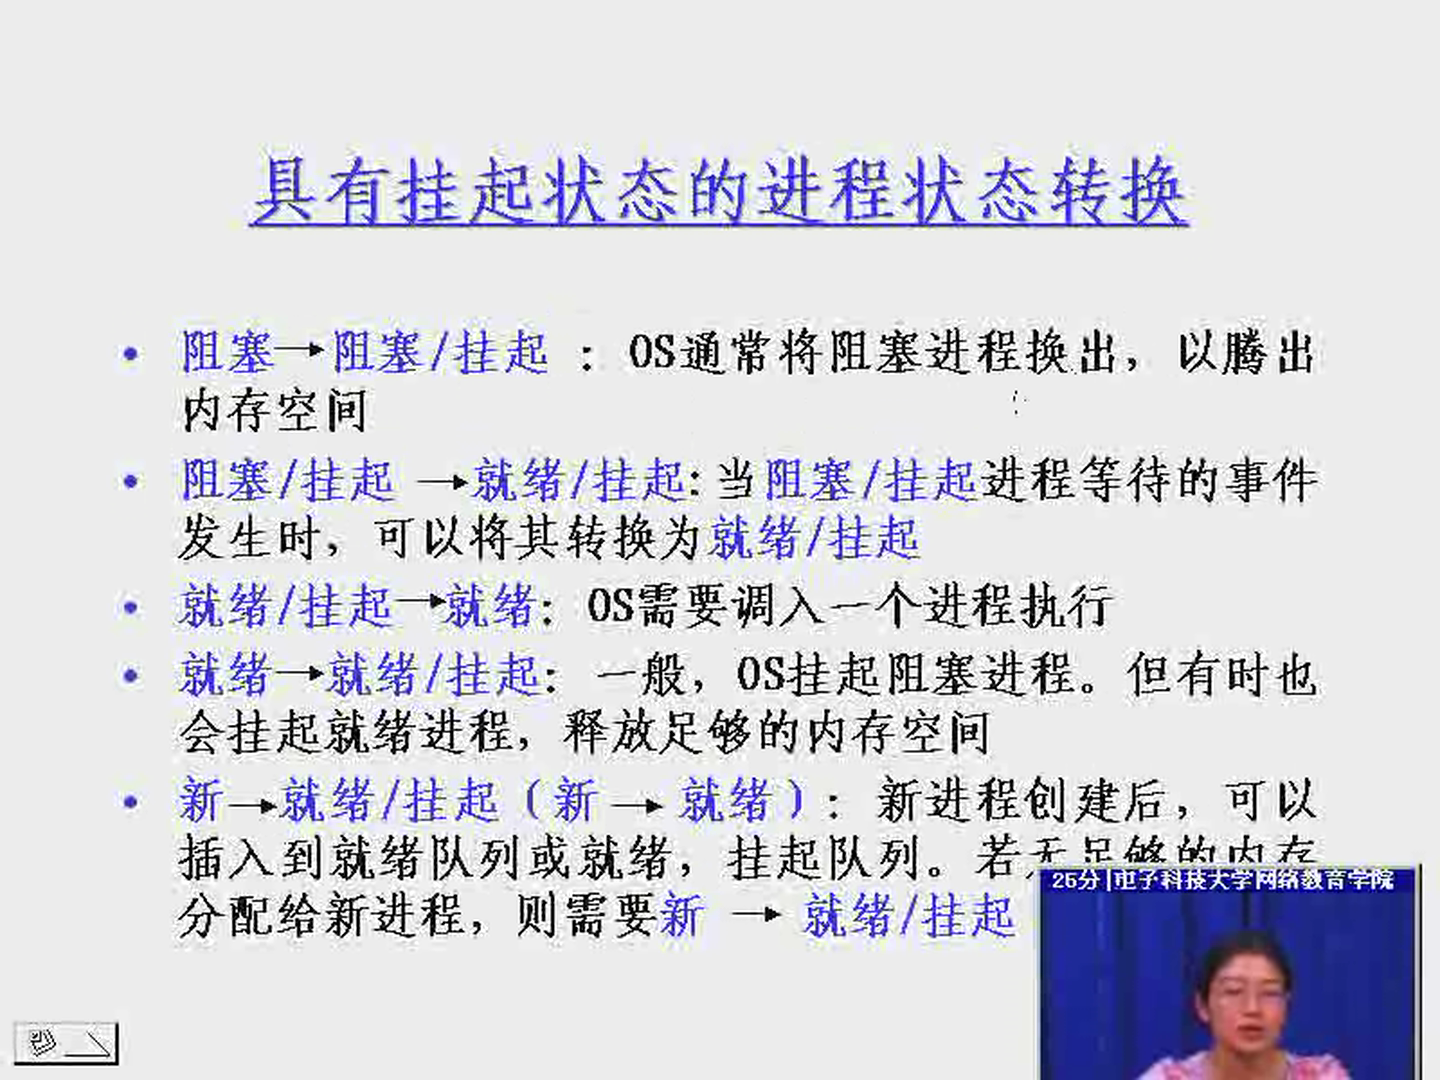 具有挂起状态的进程状态转换
• 阻塞→阻塞/挂起 ：OS通常将阻塞进程换出，以腾出
内存空间
• 阻塞/挂起 →就绪/挂起:当阻塞/挂起进程等待的事件
发生时，可以将其转换为就绪/挂起
• 就绪/挂起→就绪：OS需要调入一个进程执行
• 就绪→就绪/挂起：一般，OS挂起阻塞进程。但有时也
会挂起就绪进程，释放足够的内存空间
• 新→就绪/挂起（新 → 就绪）：新进程创建后，可以
插入到就绪队列或就绪，挂起队列。若无足够的内存
分配给新进程，则需要新 → 就绪/挂起
25分|电子科技大学网络教育学院